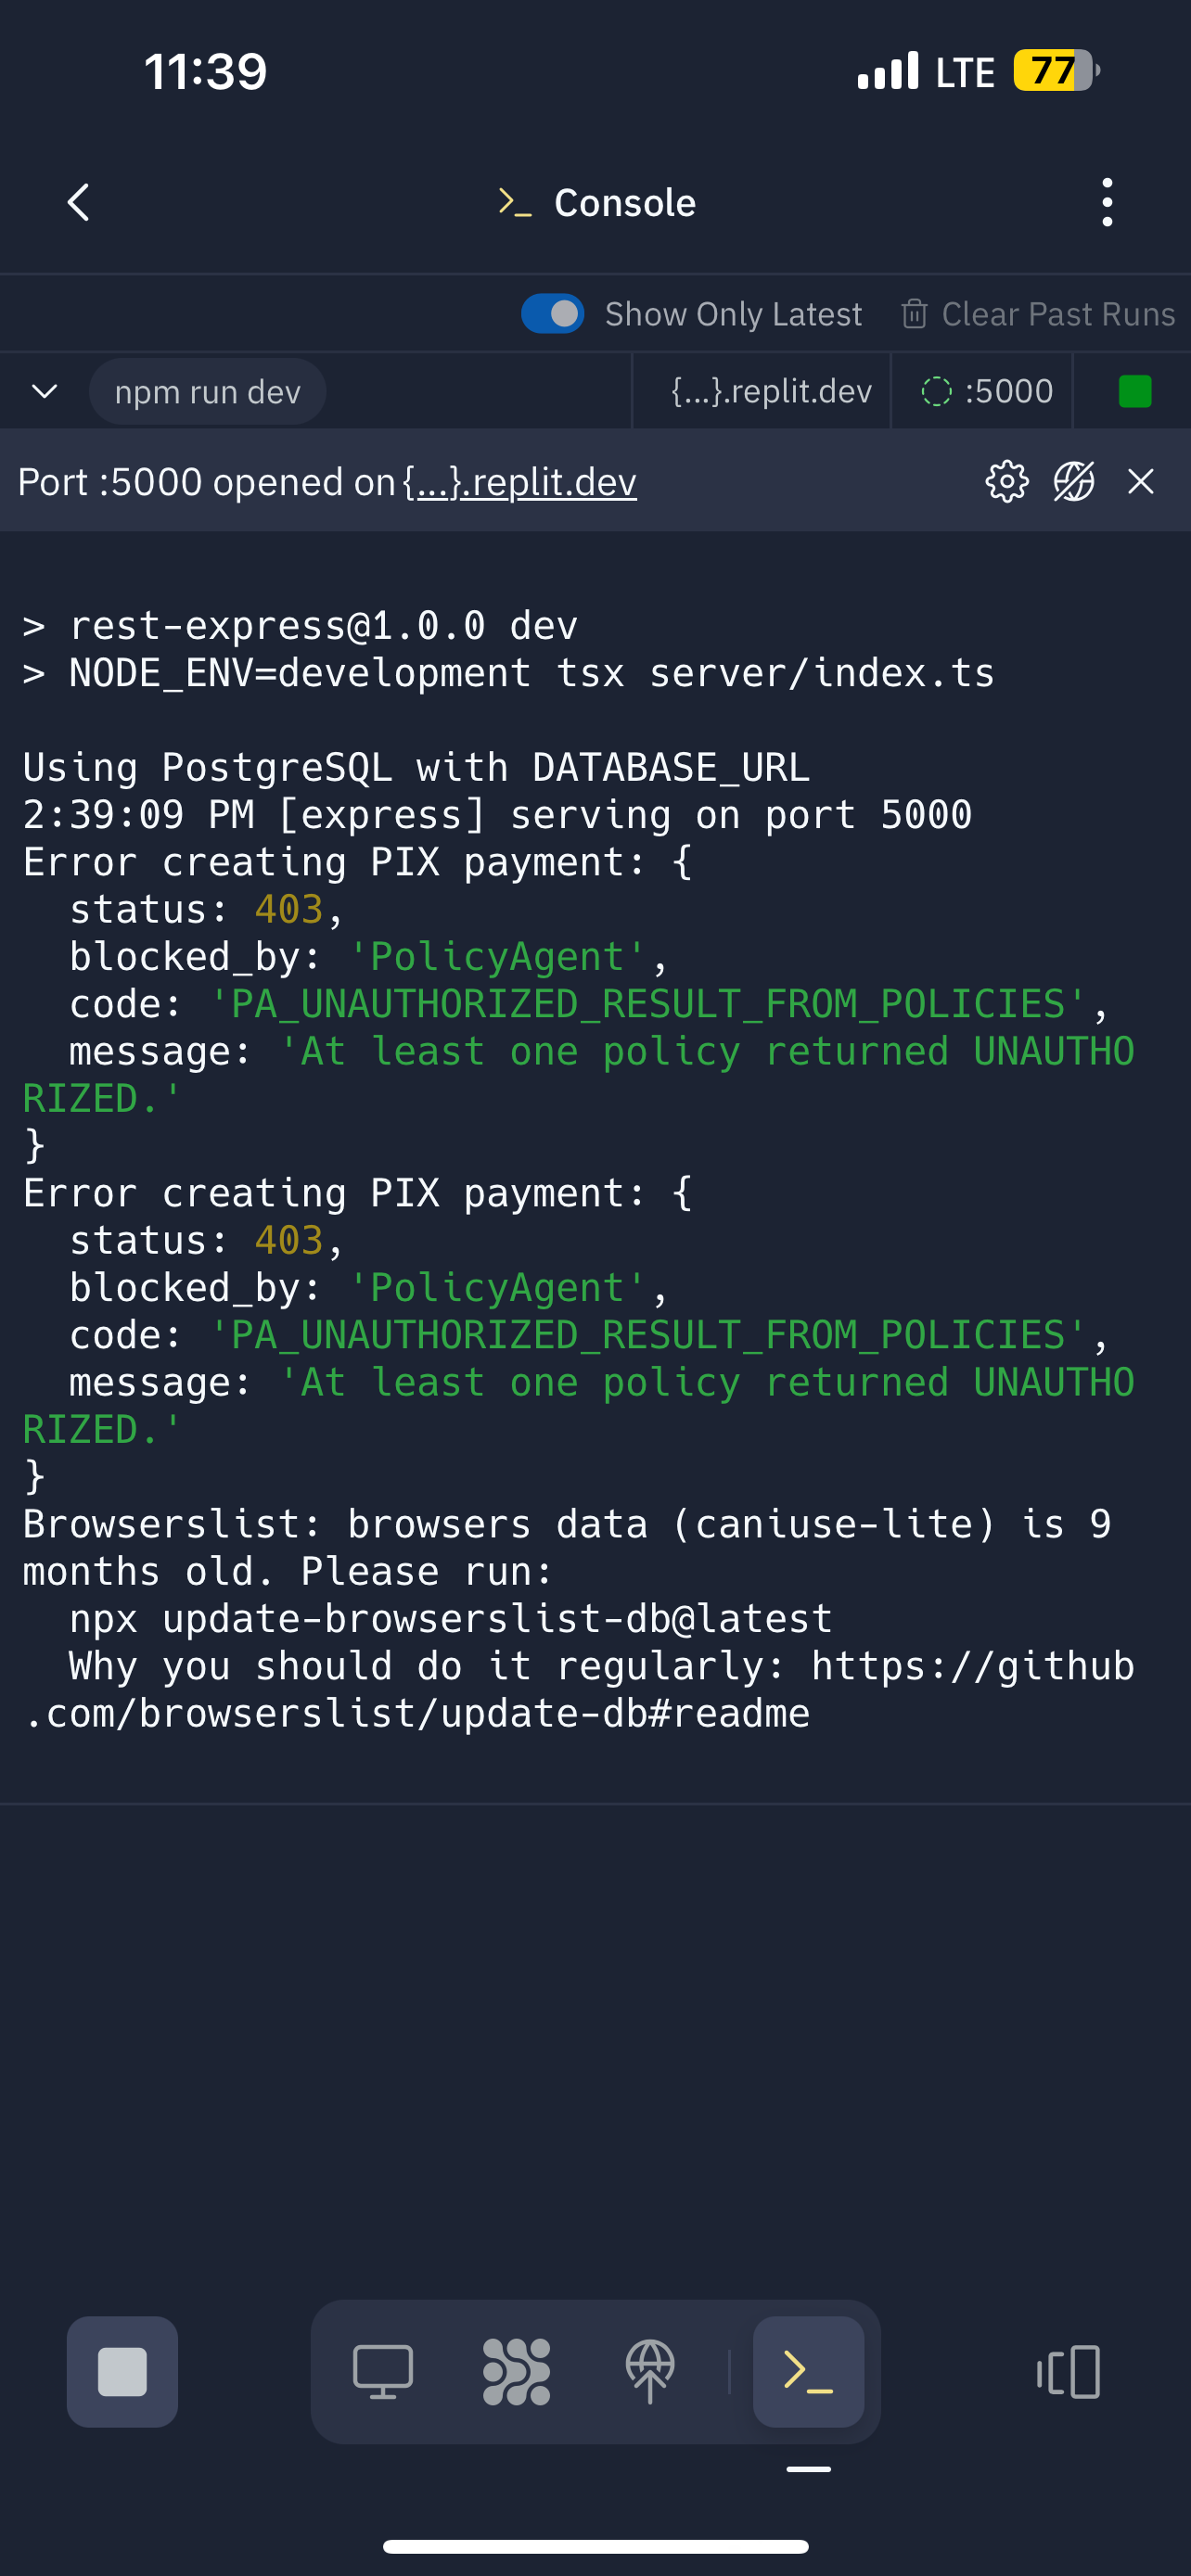 11:39
LTE 77
>_ Console
Show Only Latest Clear Past Runs
npm run dev {...}.replit.dev :5000
Port :5000 opened on {...}.replit.dev
> rest-express@1.0.0 dev
> NODE_ENV=development tsx server/index.ts
Using PostgreSQL with DATABASE_URL
2:39:09 PM [express] serving on port 5000
Error creating PIX payment: {
  status: 403,
  blocked_by: 'PolicyAgent',
  code: 'PA_UNAUTHORIZED_RESULT_FROM_POLICIES',
  message: 'At least one policy returned UNAUTHO
RIZED.'
}
Error creating PIX payment: {
  status: 403,
  blocked_by: 'PolicyAgent',
  code: 'PA_UNAUTHORIZED_RESULT_FROM_POLICIES',
  message: 'At least one policy returned UNAUTHO
RIZED.'
}
Browserslist: browsers data (caniuse-lite) is 9
months old. Please run:
  npx update-browserslist-db@latest
  Why you should do it regularly: https://github
.com/browserslist/update-db#readme